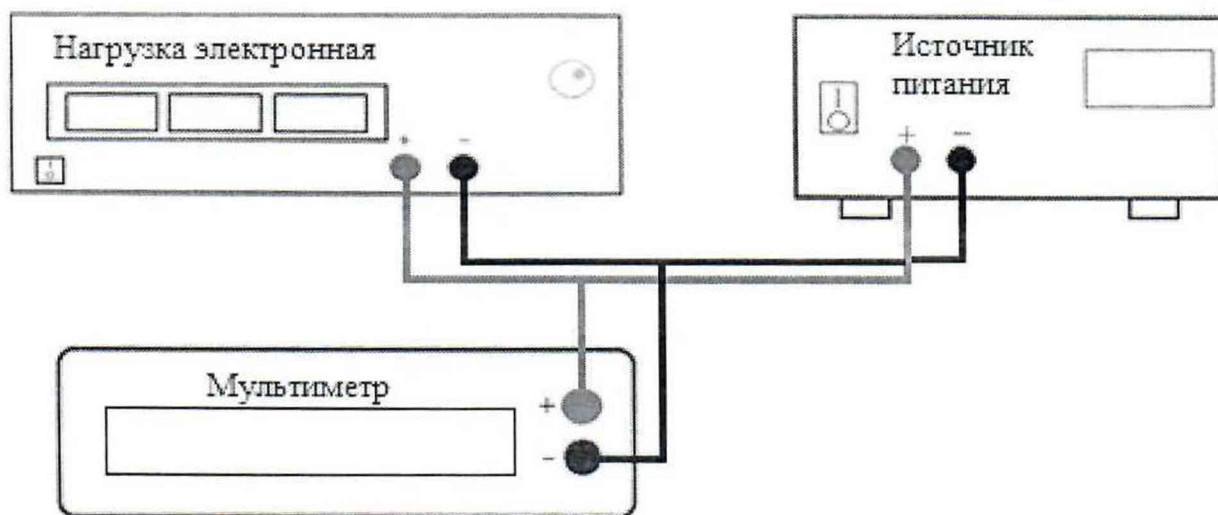 Нагрузка электронная
Источник
питания
+ -
+ -
Мультиметр
+
-